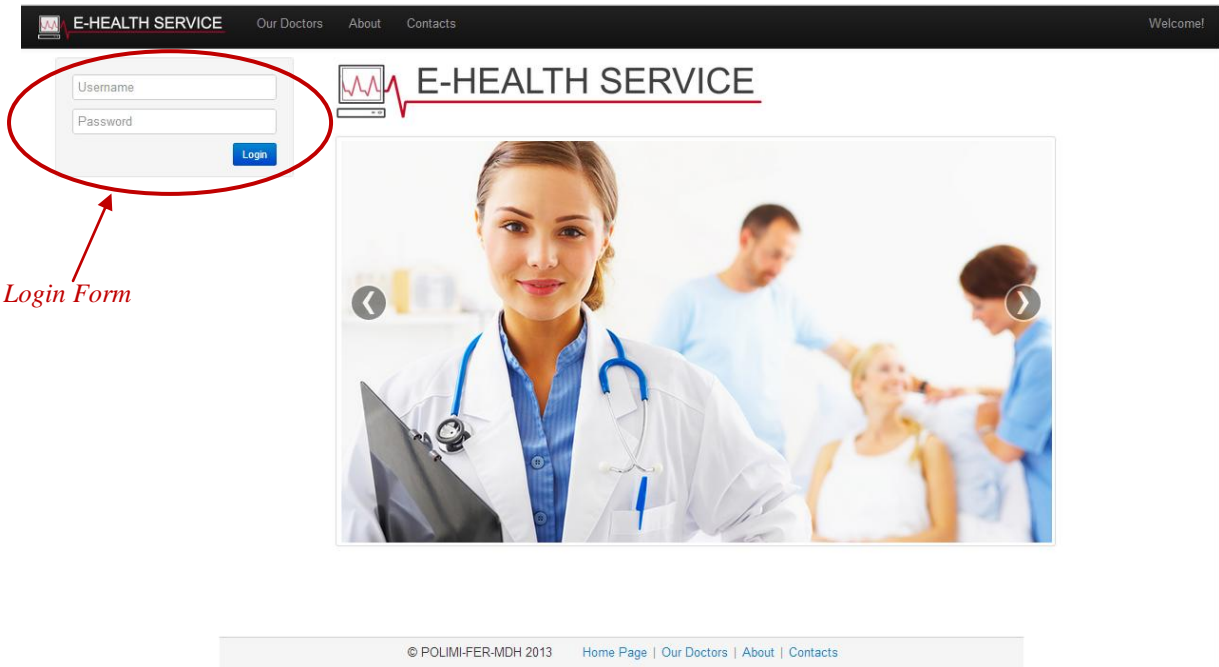 E-HEALTH SERVICE Our Doctors About Contacts Welcome!
Username
Password
Login
Login Form
E-HEALTH SERVICE
© POLIMI-FER-MDH 2013 Home Page | Our Doctors | About | Contacts